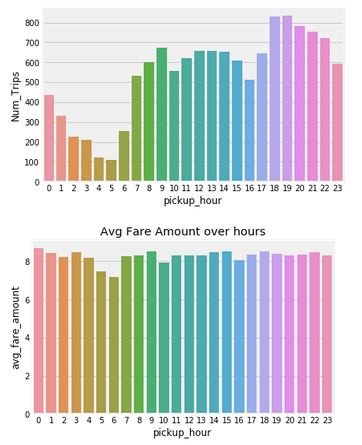 800
700
600
500
400
300
200
100
0
Num_Trips
0 1 2 3 4 5 6 7 8 9 10 11 12 13 14 15 16 17 18 19 20 21 22 23
pickup_hour
Avg Fare Amount over hours
8
6
4
2
0
avg_fare_amount
0 1 2 3 4 5 6 7 8 9 10 11 12 13 14 15 16 17 18 19 20 21 22 23
pickup_hour